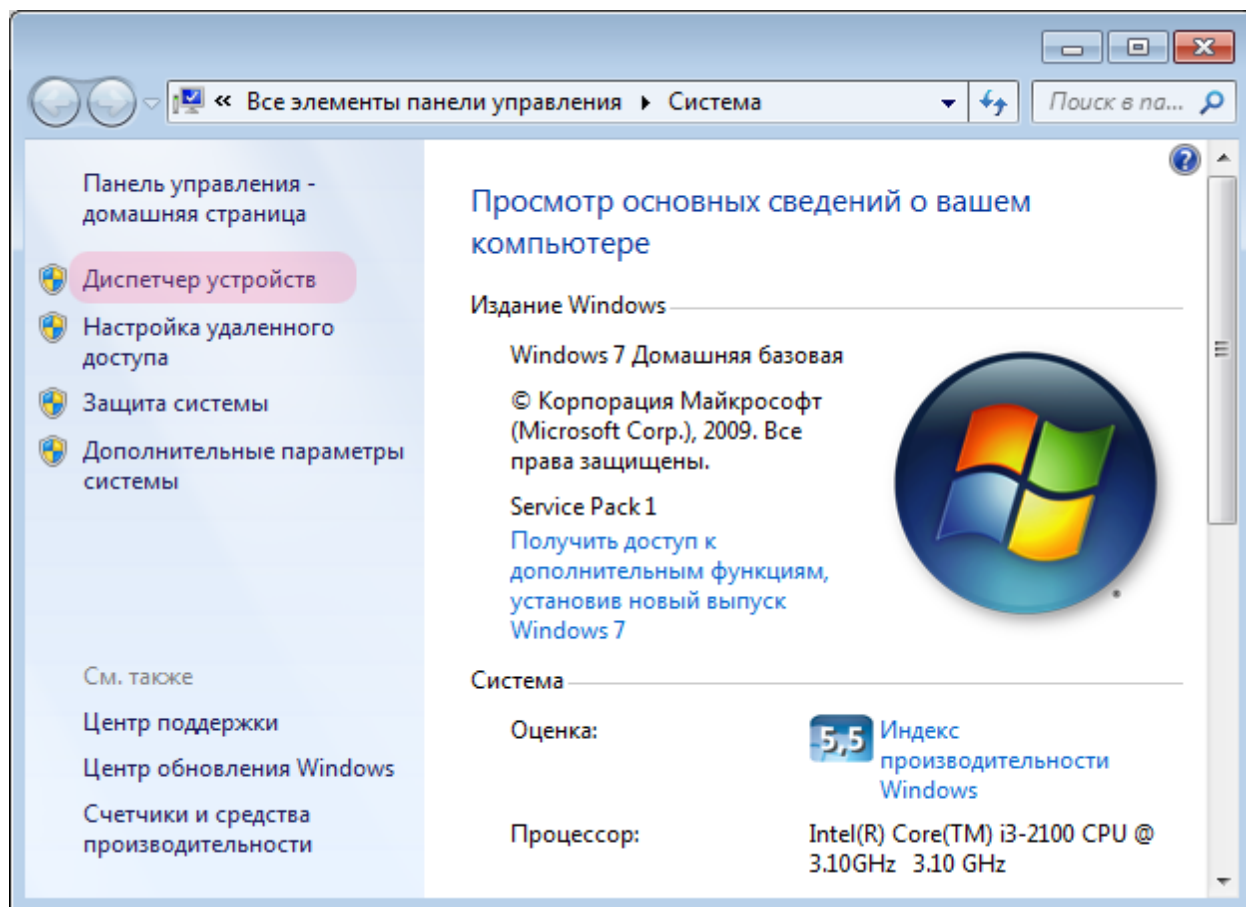 « Все элементы панели управления ▸ Система
Поиск в па...
Панель управления -
домашняя страница
Диспетчер устройств
Настройка удаленного
доступа
Защита системы
Дополнительные параметры
системы
См. также
Центр поддержки
Центр обновления Windows
Счетчики и средства
производительности
Просмотр основных сведений о вашем
компьютере
Издание Windows
Windows 7 Домашняя базовая
© Корпорация Майкрософт
(Microsoft Corp.), 2009. Все
права защищены.
Service Pack 1
Получить доступ к
дополнительным функциям,
установив новый выпуск
Windows 7
Система
Оценка:
5,5 Индекс
производительности
Windows
Процессор:
Intel(R) Core(TM) i3-2100 CPU @
3.10GHz 3.10 GHz